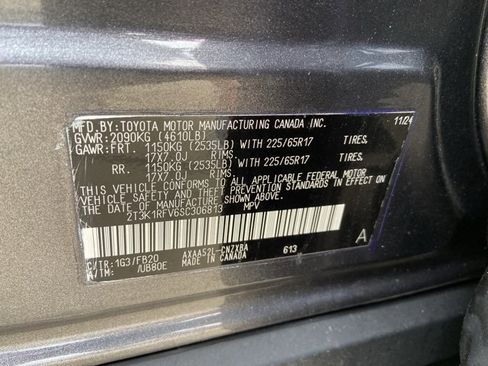 MFD.BY:TOYOTA MOTOR MANUFACTURING CANADA INC. 11/24
GVWR:2090KG (4610LB)
GAWR:FRT. 1150KG (2535LB) WITH 225/65R17 TIRES,
17X7.0J RIMS.
RR. 1150KG (2535LB) WITH 225/65R17 TIRES,
17X7.0J RIMS.
THIS VEHICLE CONFORMS TO ALL APPLICABLE FEDERAL MOTOR
VEHICLE SAFETY AND THEFT PREVENTION STANDARDS IN EFFECT
ON THE DATE OF MANUFACTURE SHOWN ABOVE.
2T3K1RFV6SC306813 MPV
C/TR:1G3/FB20 AXAA52L-CNZXBA 613 A
A/TM: /UB80E MADE IN CANADA